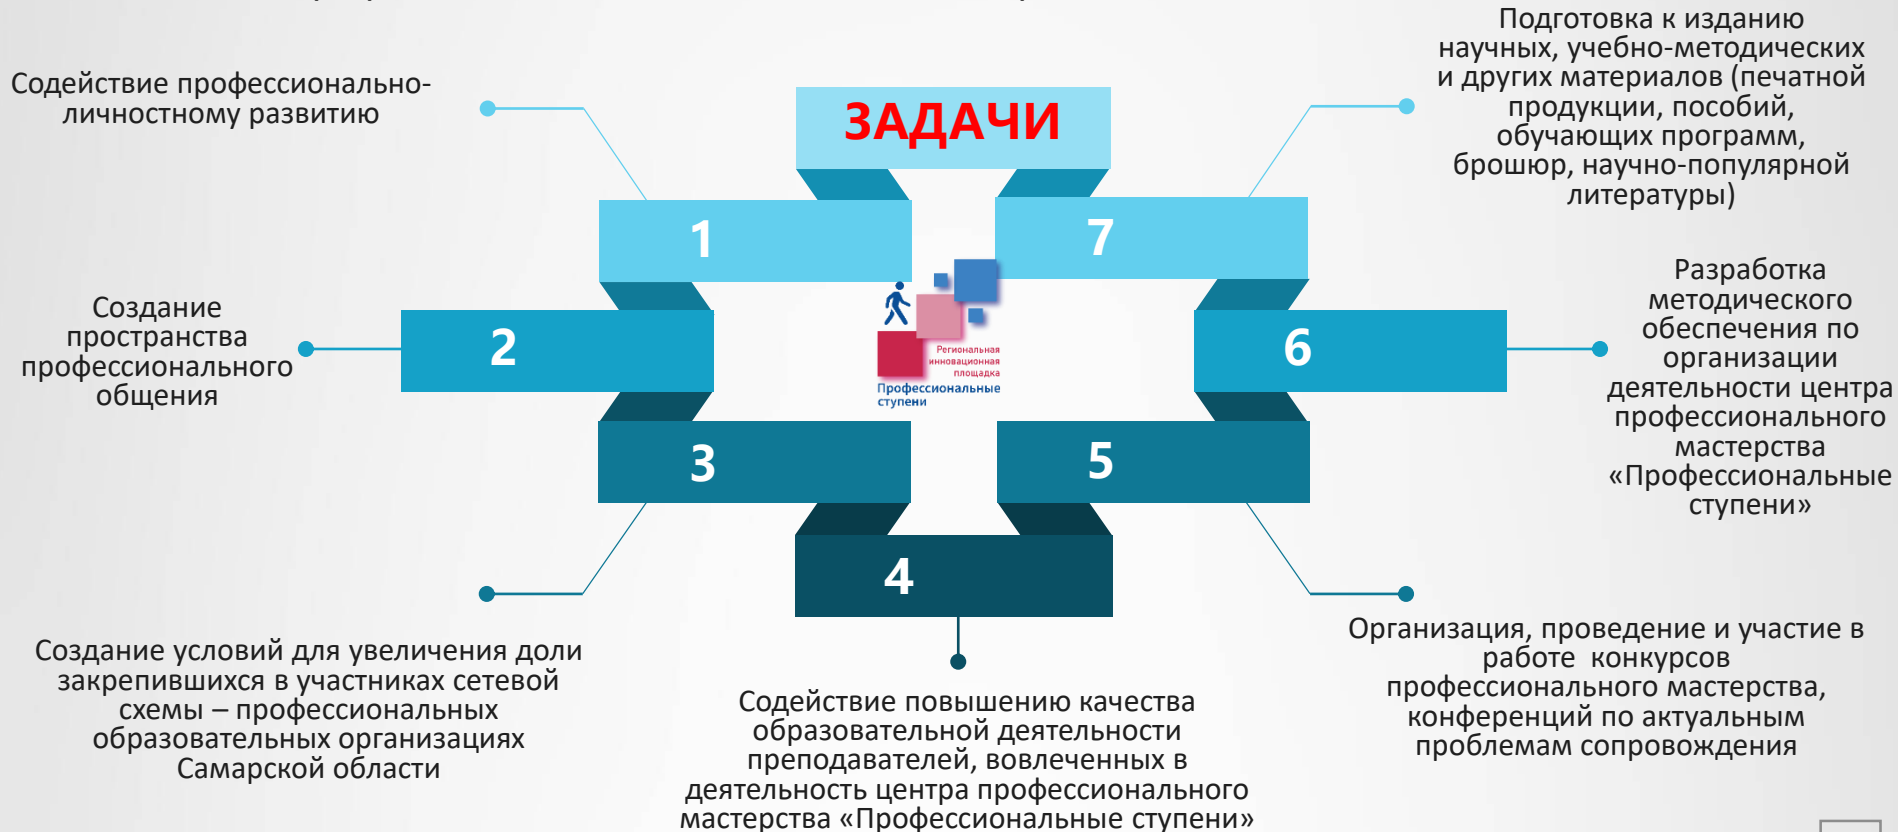 ЗАДАЧИ
1
Содействие профессионально-
личностному развитию
2
Создание
пространства
профессионального
общения
3
Создание условий для увеличения доли
закрепившихся в участниках сетевой
схемы – профессиональных
образовательных организациях
Самарской области
4
Содействие повышению качества
образовательной деятельности
преподавателей, вовлеченных в
деятельность центра профессионального
мастерства «Профессиональные ступени»
5
Организация, проведение и участие в
работе конкурсов
профессионального мастерства,
конференций по актуальным
проблемам сопровождения
6
Разработка
методического
обеспечения по
организации
деятельности центра
профессионального
мастерства
«Профессиональные
ступени»
7
Подготовка к изданию
научных, учебно-методических
и других материалов (печатной
продукции, пособий,
обучающих программ,
брошюр, научно-популярной
литературы)
Региональная
инновационная
площадка
Профессиональные
ступени